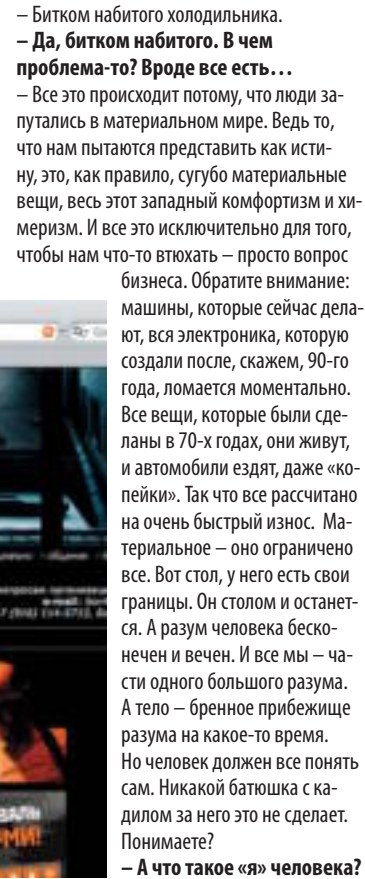 – Битком набитого холодильника.
– Да, битком набитого. В чем
проблема-то? Вроде все есть…
– Все это происходит потому, что люди за-
путались в материальном мире. Ведь то,
что нам пытаются представить как исти-
ну, это, как правило, сугубо материальные
вещи, весь этот западный комфортизм и хи-
меризм. И все это исключительно для того,
чтобы нам что-то втюхать – просто вопрос
бизнеса. Обратите внимание:
машины, которые сейчас дела-
ют, вся электроника, которую
создали после, скажем, 90-го
года, ломается моментально.
Все вещи, которые были сде-
ланы в 70-х годах, они живут,
и автомобили ездят, даже «ко-
пейки». Так что все рассчитано
на очень быстрый износ. Ма-
териальное – оно ограничено
все. Вот стол, у него есть свои
границы. Он столом и останет-
ся. А разум человека беско-
нечен и вечен. И все мы – ча-
сти одного большого разума.
А тело – бренное прибежище
разума на какое-то время.
Но человек должен все понять
сам. Никакой батюшка с ка-
дилом за него это не сделает.
Понимаете?
– А что такое «я» человека?